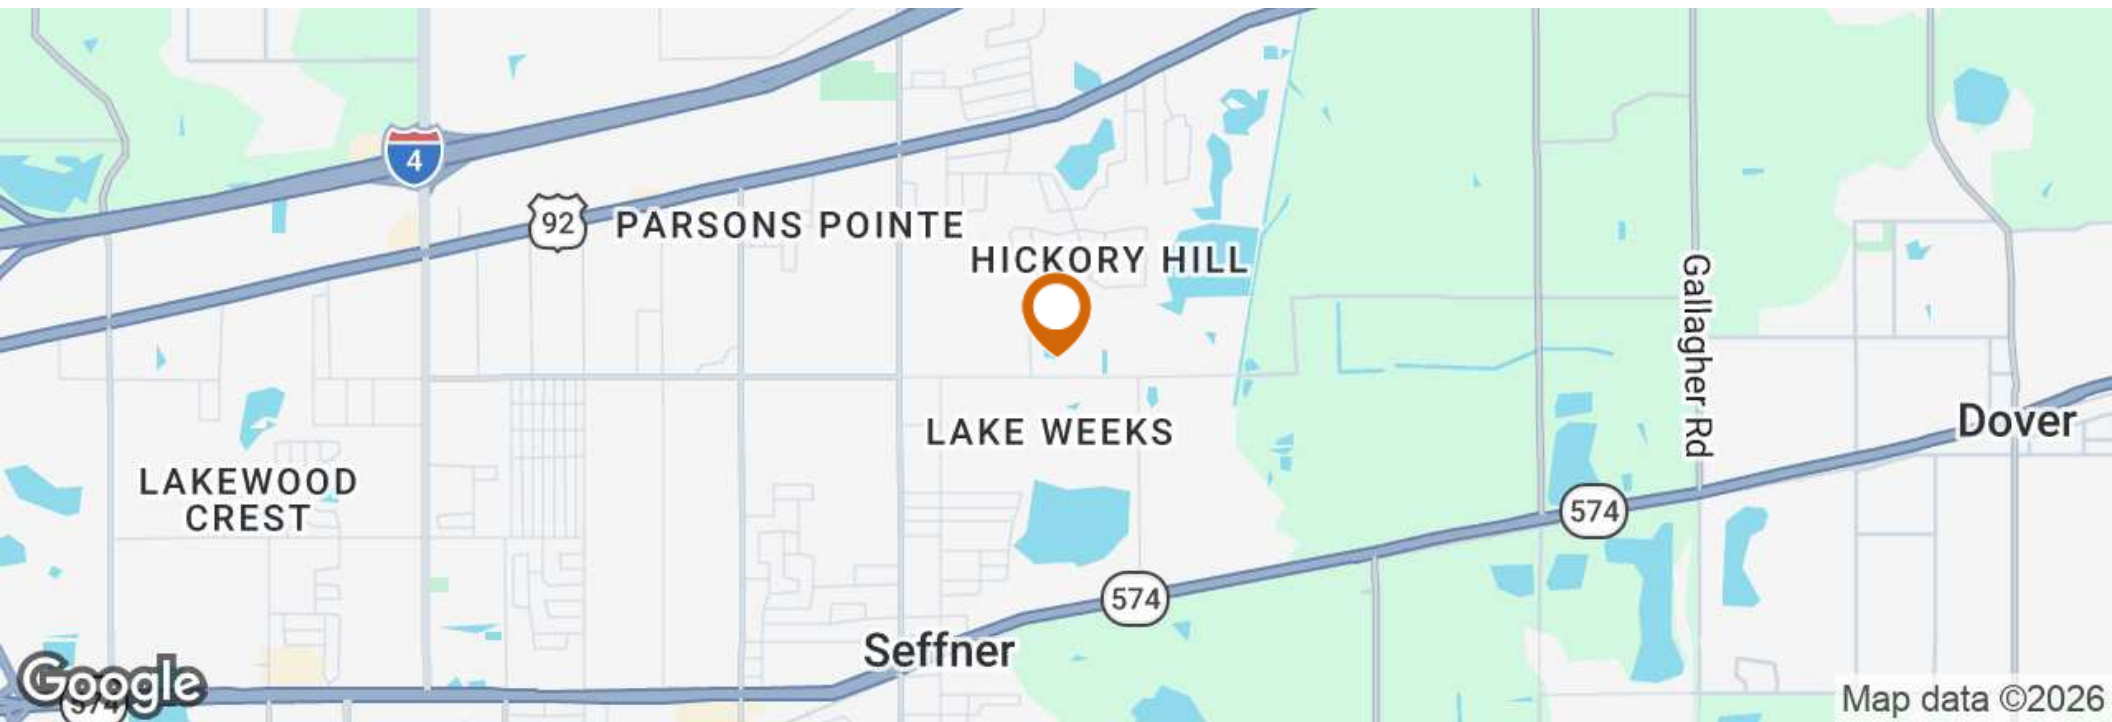 4
92
PARSONS POINTE
HICKORY HILL
Gallagher Rd
Dover
LAKE WEEKS
LAKEWOOD
CREST
574
574
Seffner
Google
574
Map data ©2026